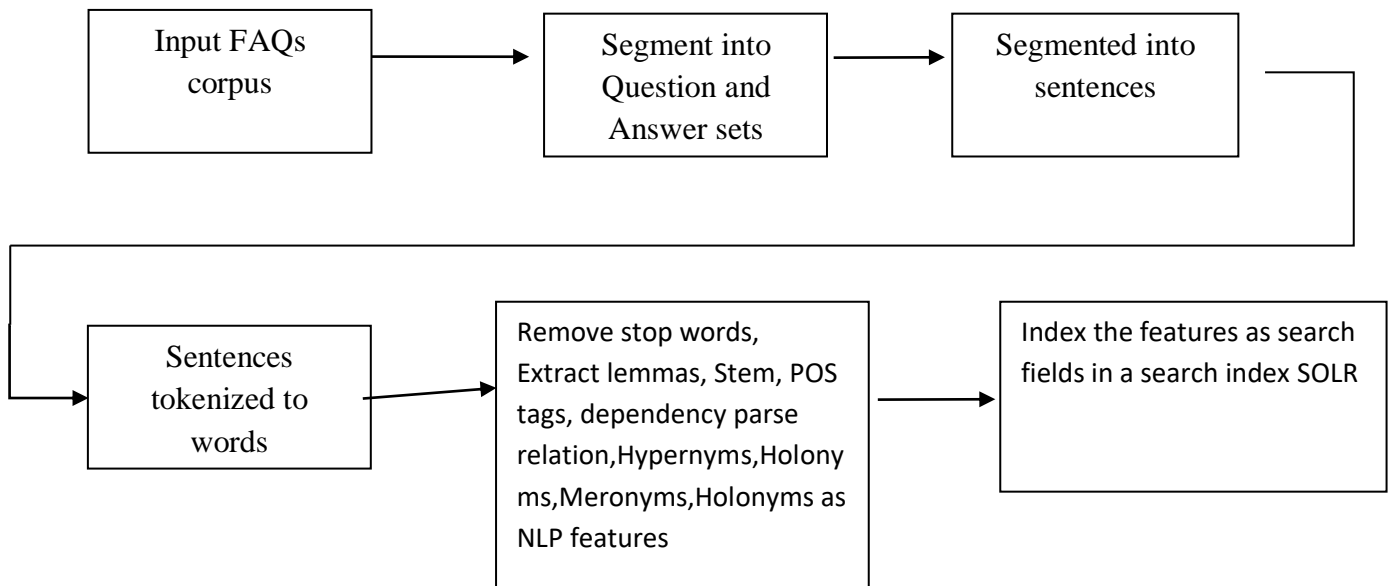 Input FAQs
corpus
Segment into
Question and
Answer sets
Segmented into
sentences
Sentences
tokenized to
words
Remove stop words,
Extract lemmas, Stem, POS
tags, dependency parse
relation,Hypernyms,Holony
ms,Meronyms,Holonyms as
NLP features
Index the features as search
fields in a search index SOLR